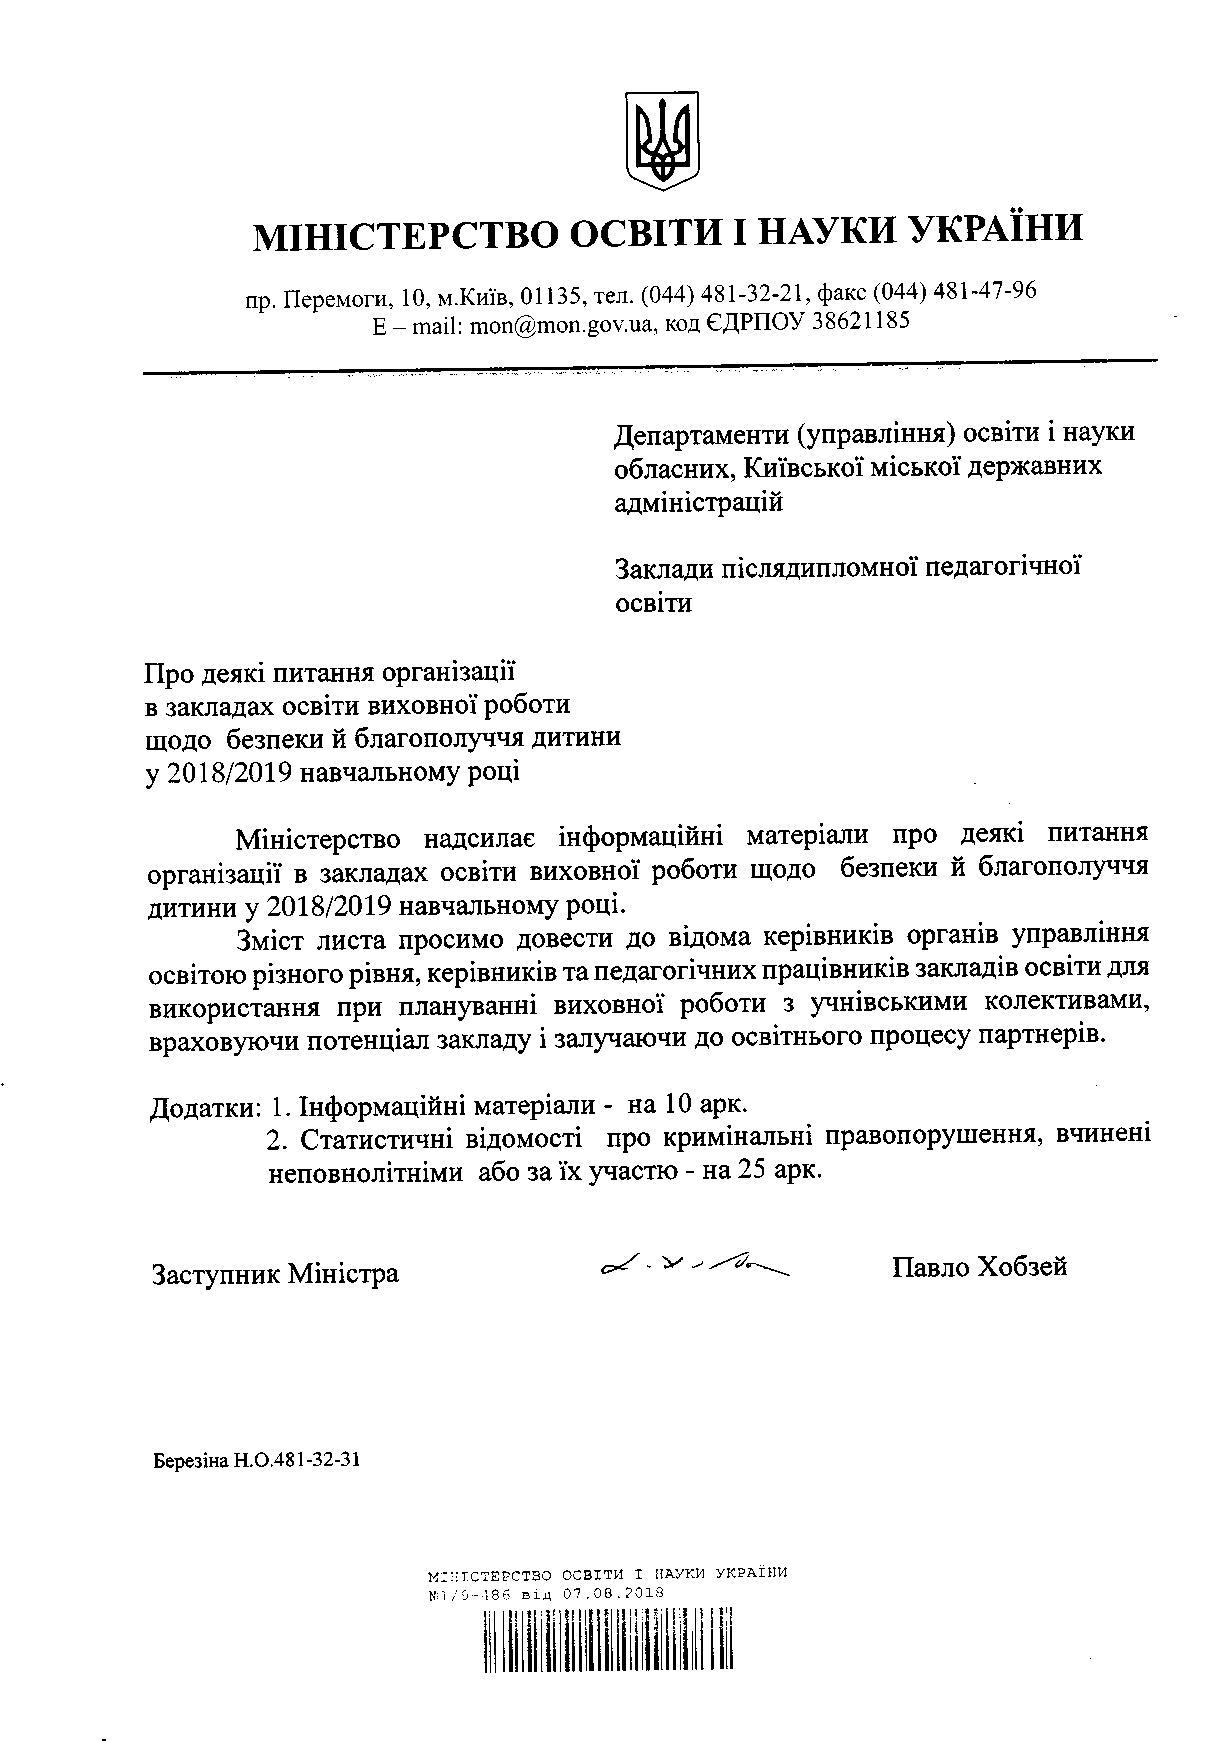 МІНІСТЕРСТВО ОСВІТИ І НАУКИ УКРАЇНИ
пр. Перемоги, 10, м.Київ, 01135, тел. (044) 481-32-21, факс (044) 481-47-96
E – mail: mon@mon.gov.ua, код ЄДРПОУ 38621185
Департаменти (управління) освіти і науки
обласних, Київської міської державних
адміністрацій
Заклади післядипломної педагогічної
освіти
Про деякі питання організації
в закладах освіти виховної роботи
щодо безпеки й благополуччя дитини
у 2018/2019 навчальному році
Міністерство надсилає інформаційні матеріали про деякі питання
організації в закладах освіти виховної роботи щодо безпеки й благополуччя
дитини у 2018/2019 навчальному році.
Зміст листа просимо довести до відома керівників органів управління
освітою різного рівня, керівників та педагогічних працівників закладів освіти для
використання при плануванні виховної роботи з учнівськими колективами,
враховуючи потенціал закладу і залучаючи до освітнього процесу партнерів.
Додатки: 1. Інформаційні матеріали - на 10 арк.
2. Статистичні відомості про кримінальні правопорушення, вчинені
неповнолітніми або за їх участю - на 25 арк.
Заступник Міністра Павло Хобзей
Березіна Н.О.481-32-31
МІНІСТЕРСТВО ОСВІТИ І НАУКИ УКРАЇНИ
№1/9-486 від 07.08.2018